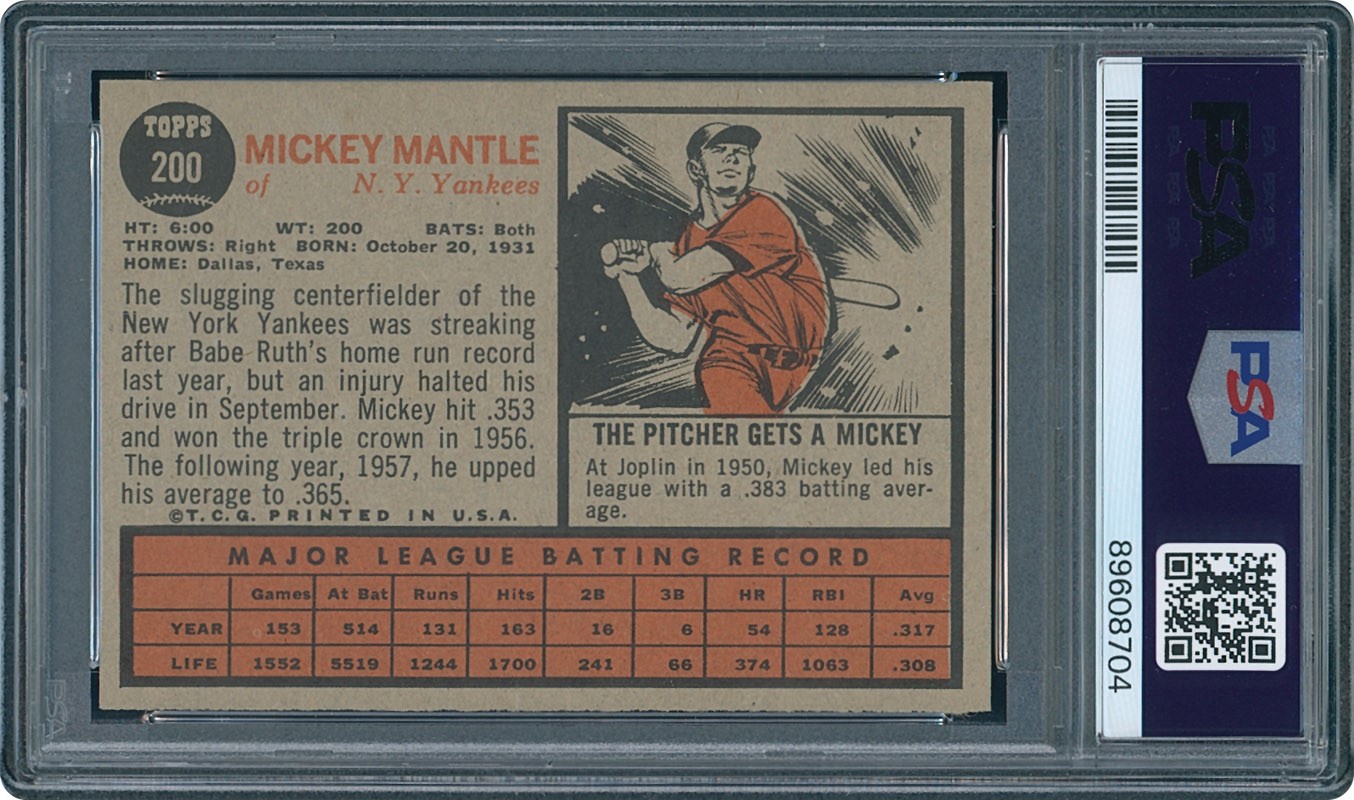 TOPPS
200
MICKEY MANTLE
of N. Y. Yankees
HT: 6:00 WT: 200 BATS: Both
THROWS: Right BORN: October 20, 1931
HOME: Dallas, Texas
The slugging centerfielder of the
New York Yankees was streaking
after Babe Ruth's home run record
last year, but an injury halted his
drive in September. Mickey hit .353
and won the triple crown in 1956.
The following year, 1957, he upped
his average to .365.
©T.C.G. PRINTED IN U.S.A.
THE PITCHER GETS A MICKEY
At Joplin in 1950, Mickey led his
league with a .383 batting aver-
age.
MAJOR LEAGUE BATTING RECORD
Games At Bat Runs Hits 2B 3B HR RBI Avg
YEAR 153 514 131 163 16 6 54 128 .317
LIFE 1552 5519 1244 1700 241 66 374 1063 .308
PSA
PSA
89608704
PSA